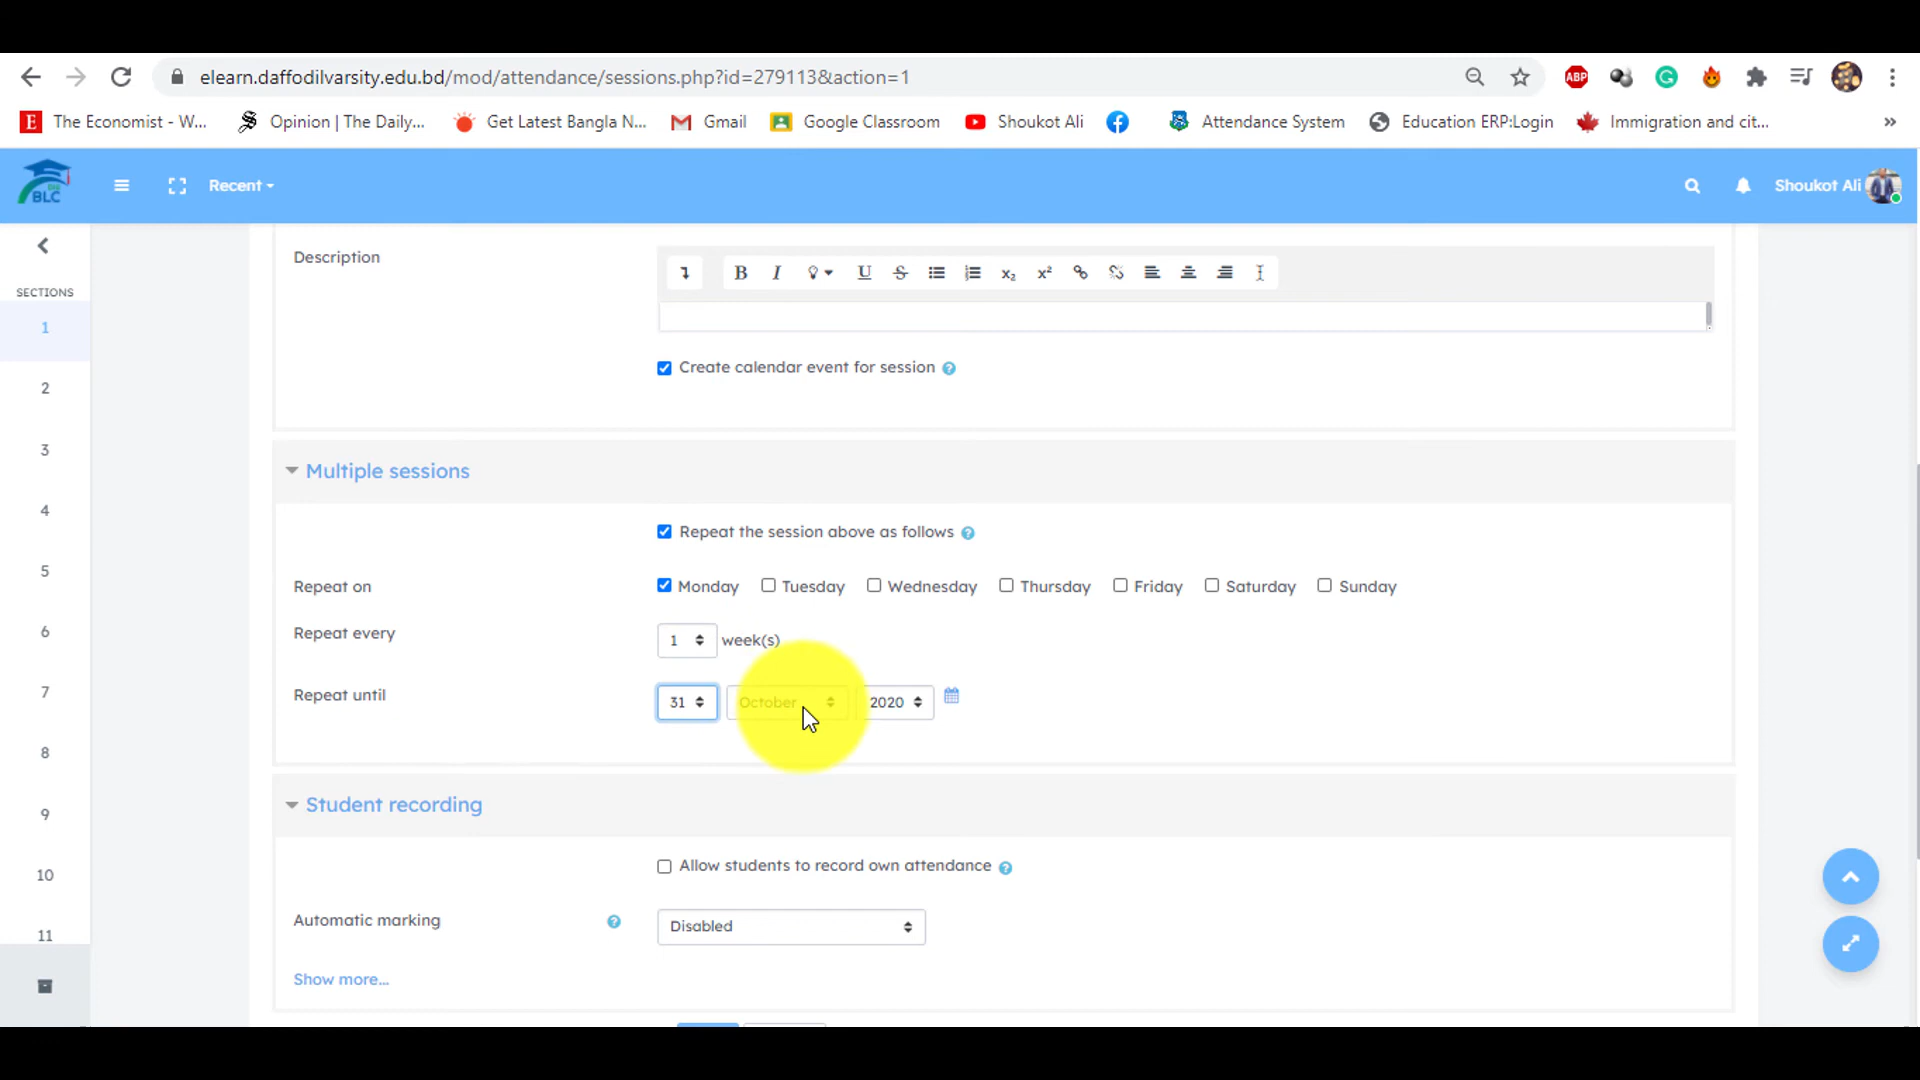 elearn.daffodilvarsity.edu.bd/mod/attendance/sessions.php?id=279113&action=1
ABP
The Economist - W... Opinion | The Daily... Get Latest Bangla N... Gmail Google Classroom Shoukot Ali Attendance System Education ERP:Login Immigration and cit... »
BLC Recent Shoukot Ali
SECTIONS
1
2
3
4
5
6
7
8
9
10
11
Description
B I U S x₂ x²
Create calendar event for session
Multiple sessions
Repeat the session above as follows
Repeat on Monday Tuesday Wednesday Thursday Friday Saturday Sunday
Repeat every 1 week(s)
Repeat until 31 October 2020
Student recording
Allow students to record own attendance
Automatic marking Disabled
Show more...